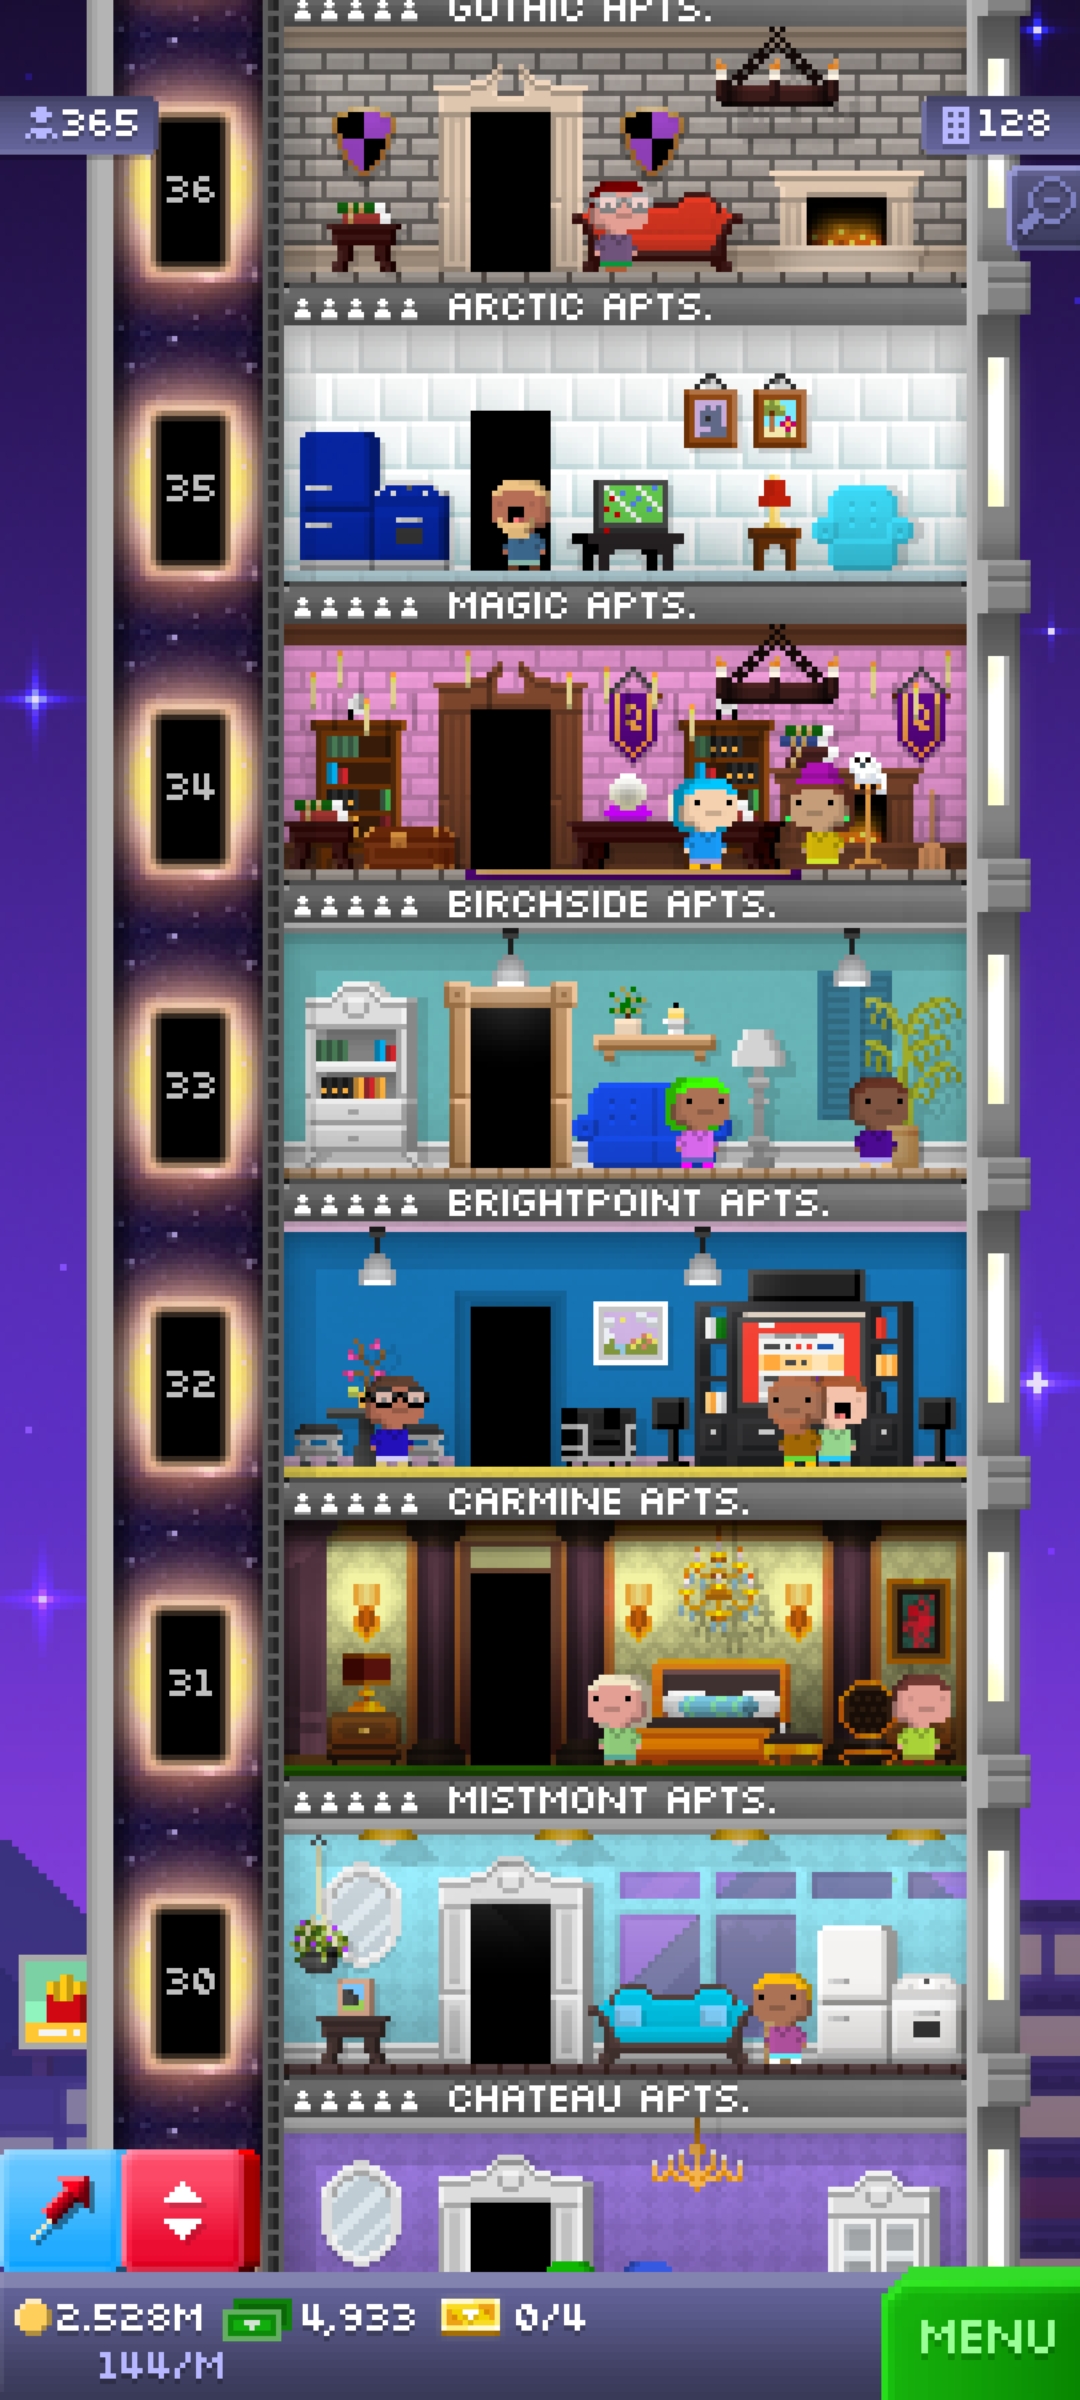 GOTHIC APTS.
365
128
36
ARCTIC APTS.
35
MAGIC APTS.
34
BIRCHSIDE APTS.
33
BRIGHTPOINT APTS.
32
CARMINE APTS.
31
MISTMONT APTS.
30
CHATEAU APTS.
2.528M 4,933 0/4
144/M
MENU